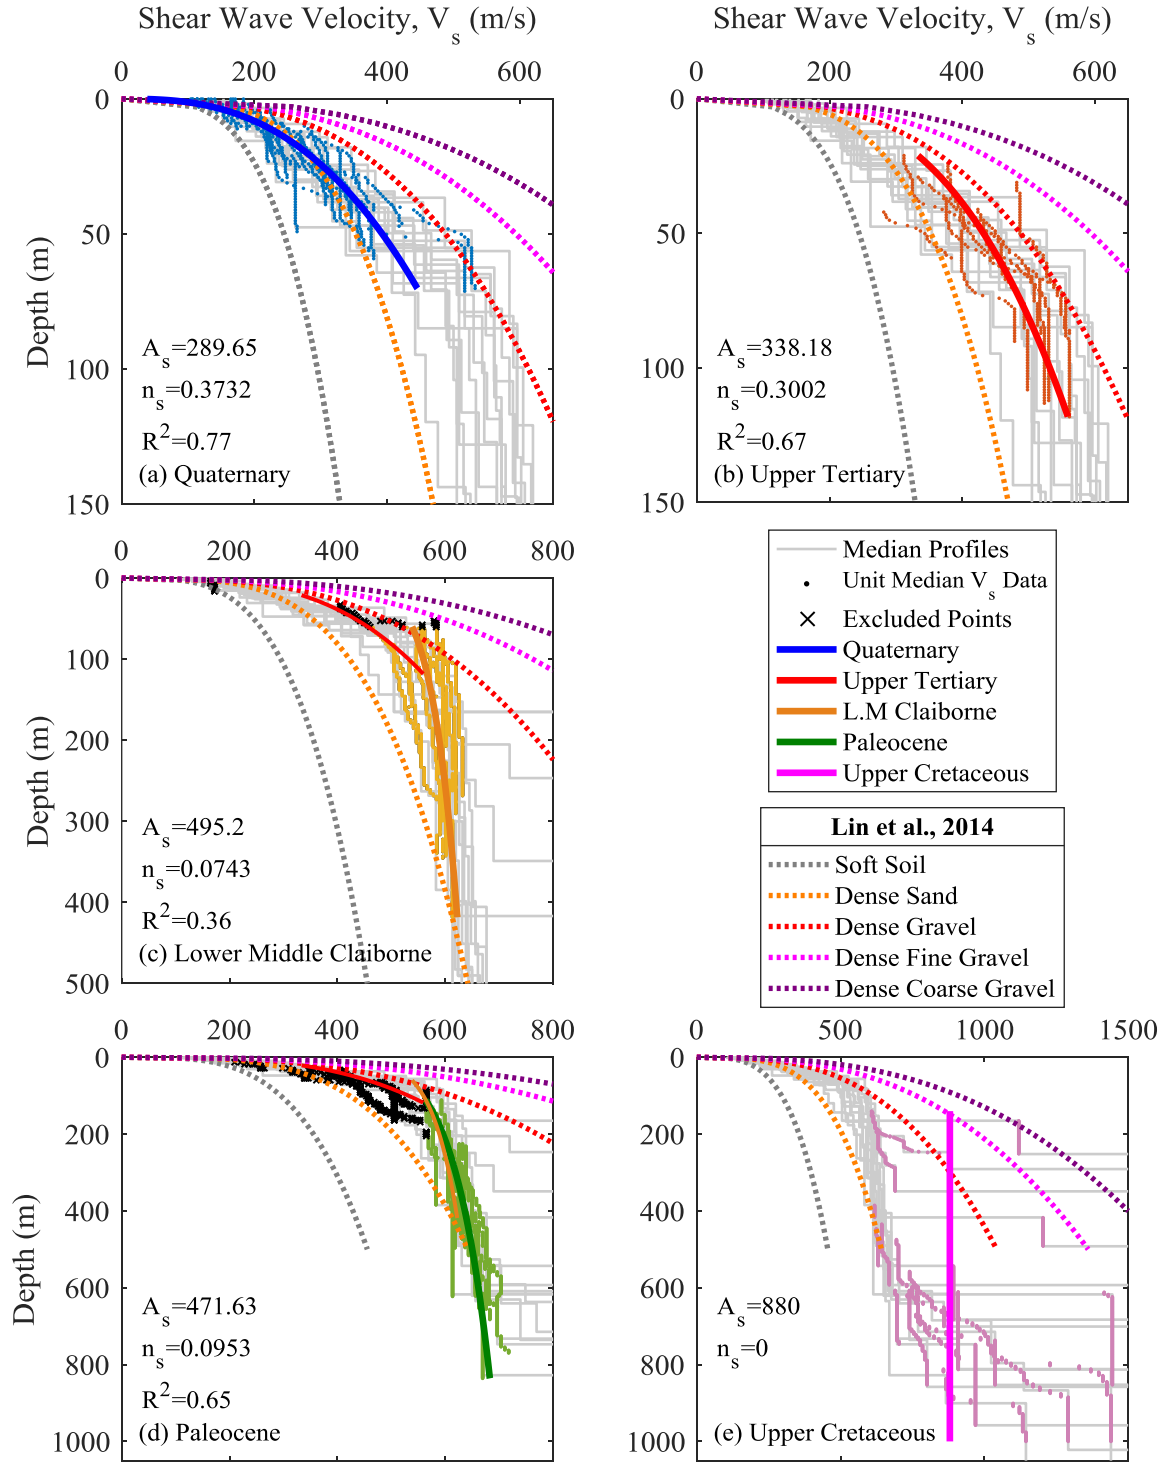 Shear Wave Velocity, V_s (m/s)
Shear Wave Velocity, V_s (m/s)
0 200 400 600
0 200 400 600
0
50
100
150
Depth (m)
A_s=289.65
n_s=0.3732
R^2=0.77
(a) Quaternary
0
50
100
150
A_s=338.18
n_s=0.3002
R^2=0.67
(b) Upper Tertiary
0 200 400 600 800
0
100
200
300
400
500
Depth (m)
A_s=495.2
n_s=0.0743
R^2=0.36
(c) Lower Middle Claiborne
Median Profiles
Unit Median V_s Data
Excluded Points
Quaternary
Upper Tertiary
L.M Claiborne
Paleocene
Upper Cretaceous
Lin et al., 2014
Soft Soil
Dense Sand
Dense Gravel
Dense Fine Gravel
Dense Coarse Gravel
0 200 400 600 800
0
200
400
600
800
1000
Depth (m)
A_s=471.63
n_s=0.0953
R^2=0.65
(d) Paleocene
0 500 1000 1500
0
200
400
600
800
1000
Depth (m)
A_s=880
n_s=0
(e) Upper Cretaceous